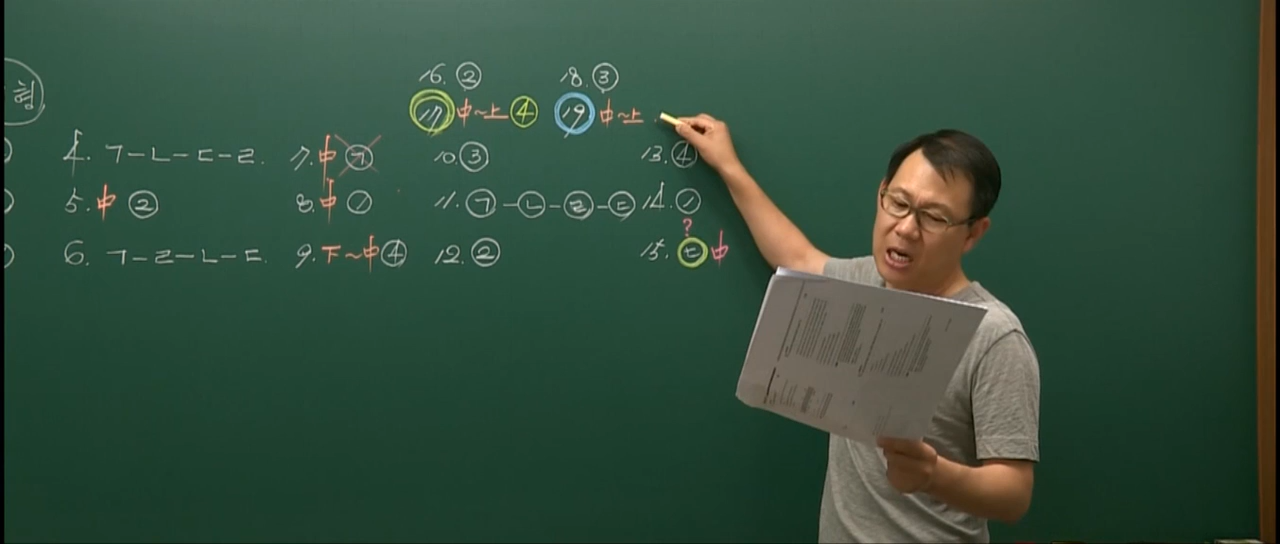 형
16. ② 18. ③
17 中~上 ④ 19 中~上
4. ㄱ-ㄴ-ㄷ-ㄹ. 7. 中 ㉠ 10. ③ 13. ④
5. 中 ② 8. 中 ① 11. ㉠-㉡-㉣-㉢ 14. ①
?
6. ㄱ-ㄹ-ㄴ-ㄷ. 9. 下~中 ④ 12. ② 15. 中